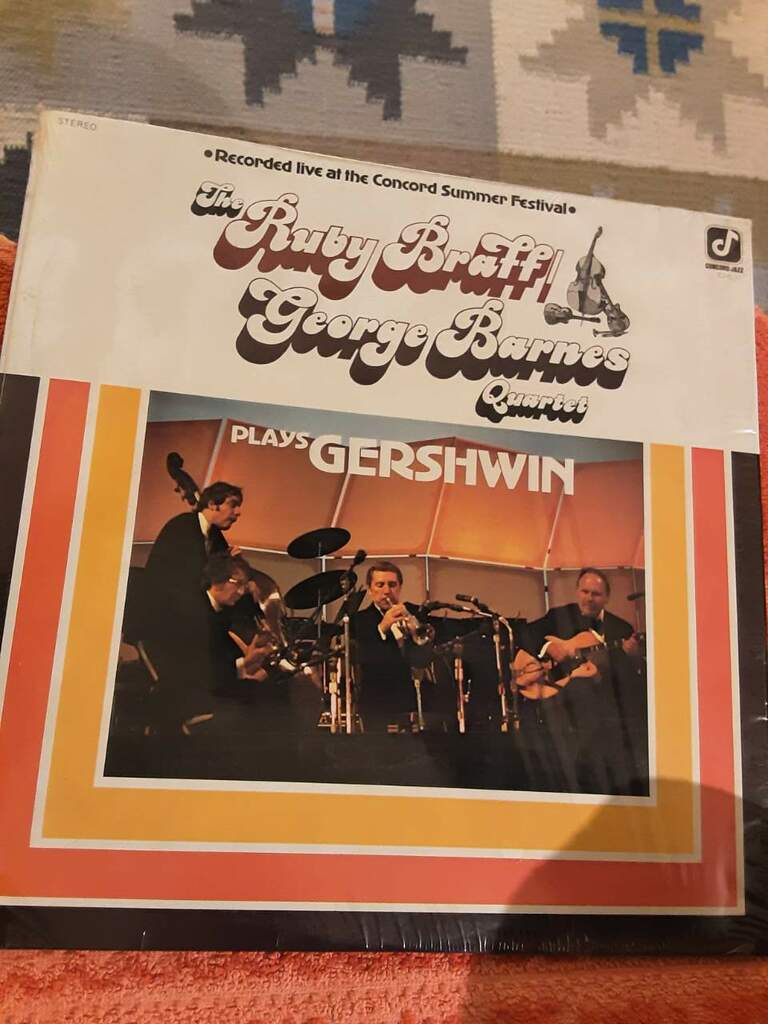 STEREO
•Recorded live at the Concord Summer Festival•
The Ruby Braff/
George Barnes
Quartet
CONCORD JAZZ
PLAYS GERSHWIN